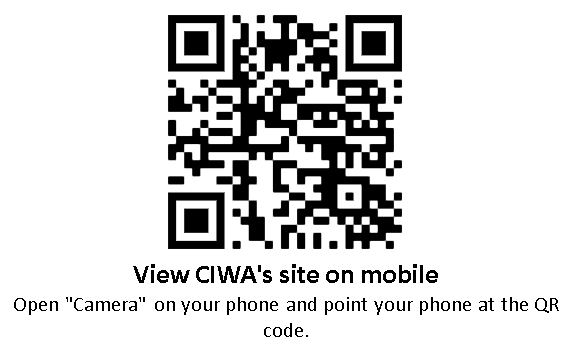 View CIWA's site on mobile
Open "Camera" on your phone and point your phone at the QR
code.